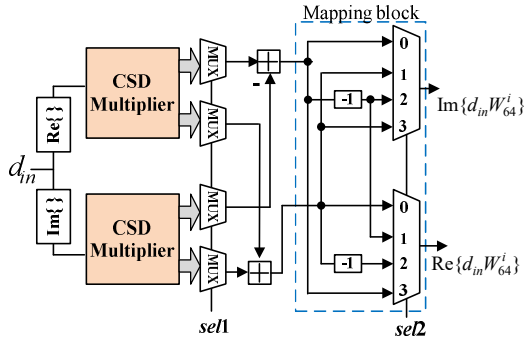 Mapping block
CSD
Multiplier
MUX
MUX
+
-
Re{}
Im{}
d_in
CSD
Multiplier
MUX
MUX
+
sel1
0
1
-1
2
3
Im{d_in W_64^i}
0
1
-1
2
3
Re{d_in W_64^i}
sel2